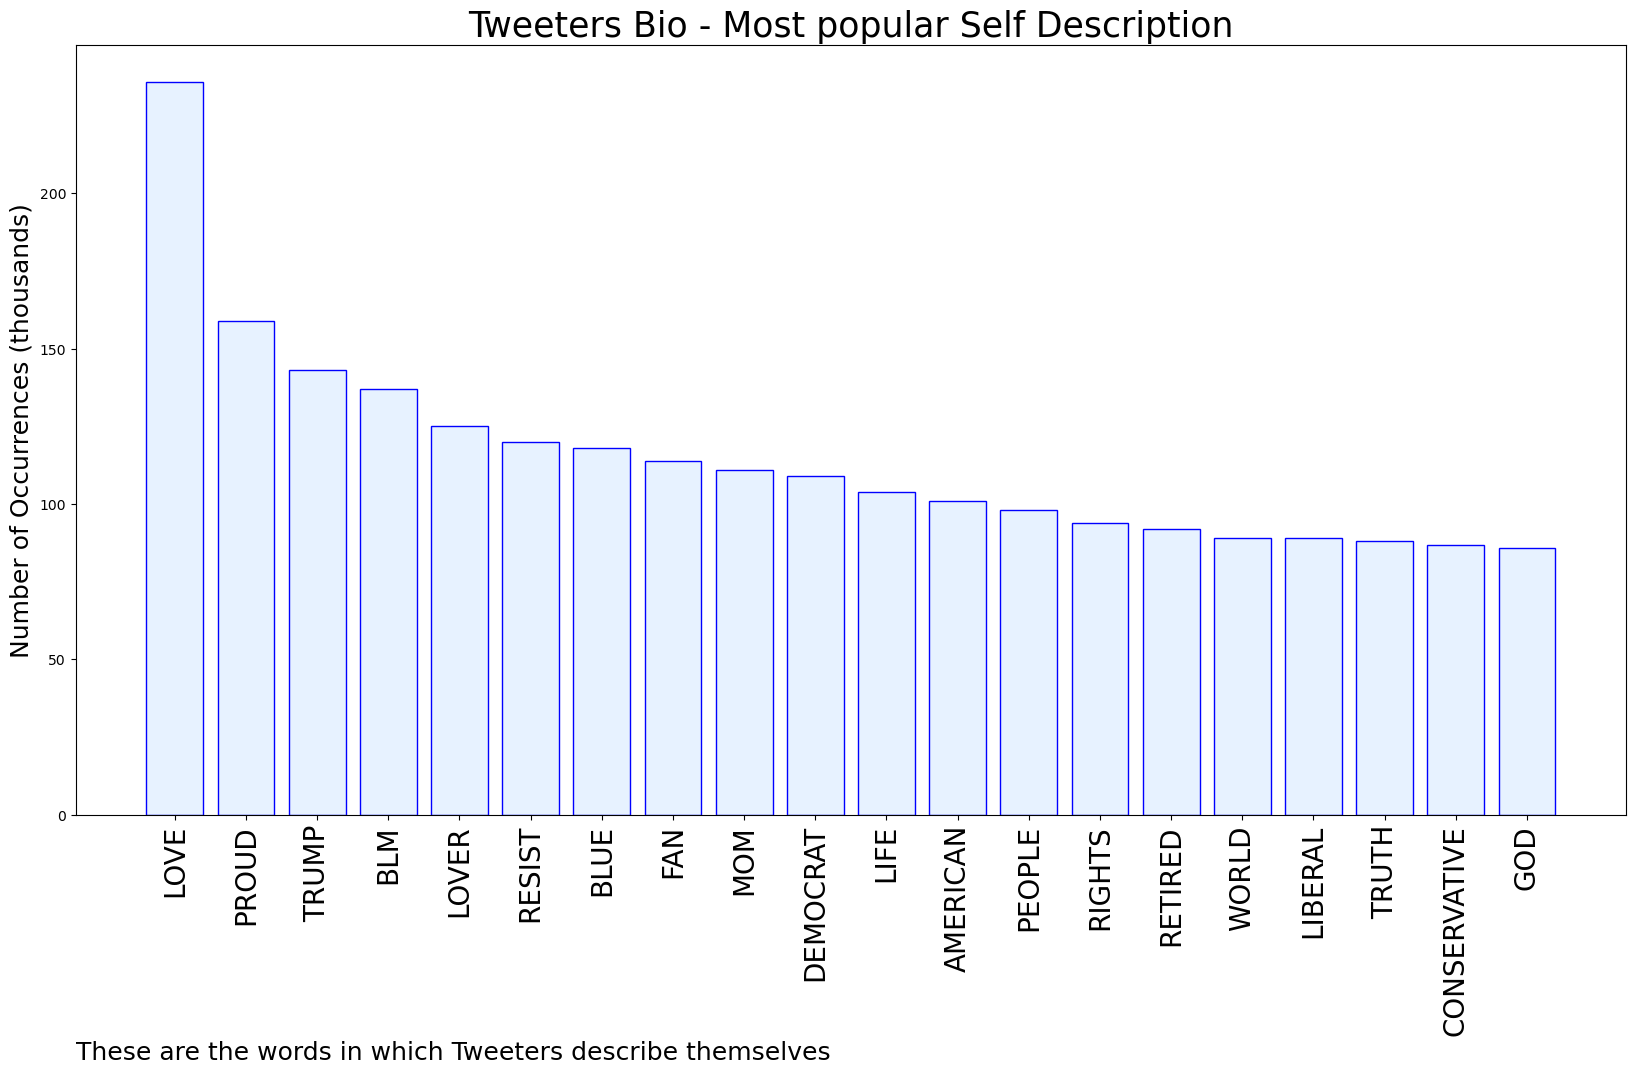 Tweeters Bio - Most popular Self Description
Number of Occurrences (thousands)
200
150
100
50
0
LOVE
PROUD
TRUMP
BLM
LOVER
RESIST
BLUE
FAN
MOM
DEMOCRAT
LIFE
AMERICAN
PEOPLE
RIGHTS
RETIRED
WORLD
LIBERAL
TRUTH
CONSERVATIVE
GOD
These are the words in which Tweeters describe themselves